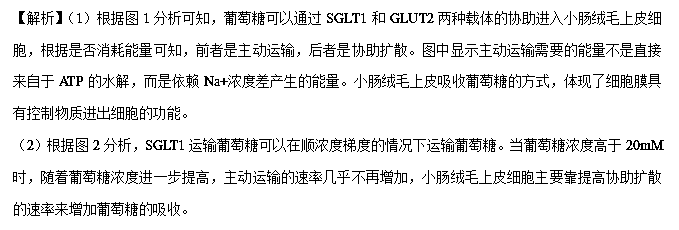 【解析】（1）根据图 1 分析可知，葡萄糖可以通过 SGLT1 和 GLUT2 两种载体的协助进入小肠绒毛上皮细
胞，根据是否消耗能量可知，前者是主动运输，后者是协助扩散。图中显示主动运输需要的能量不是直接
来自于 ATP 的水解，而是依赖 Na+浓度差产生的能量。小肠绒毛上皮吸收葡萄糖的方式，体现了细胞膜具
有控制物质进出细胞的功能。
（2）根据图 2 分析，SGLT1 运输葡萄糖可以在顺浓度梯度的情况下运输葡萄糖。当葡萄糖浓度高于 20mM
时，随着葡萄糖浓度进一步提高，主动运输的速率几乎不再增加，小肠绒毛上皮细胞主要靠提高协助扩散
的速率来增加葡萄糖的吸收。